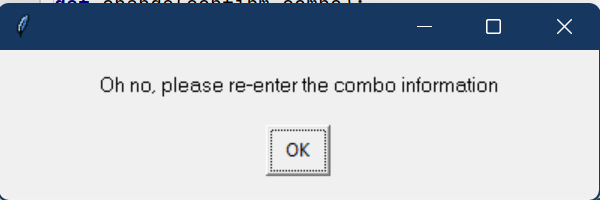 Oh no, please re-enter the combo information
OK